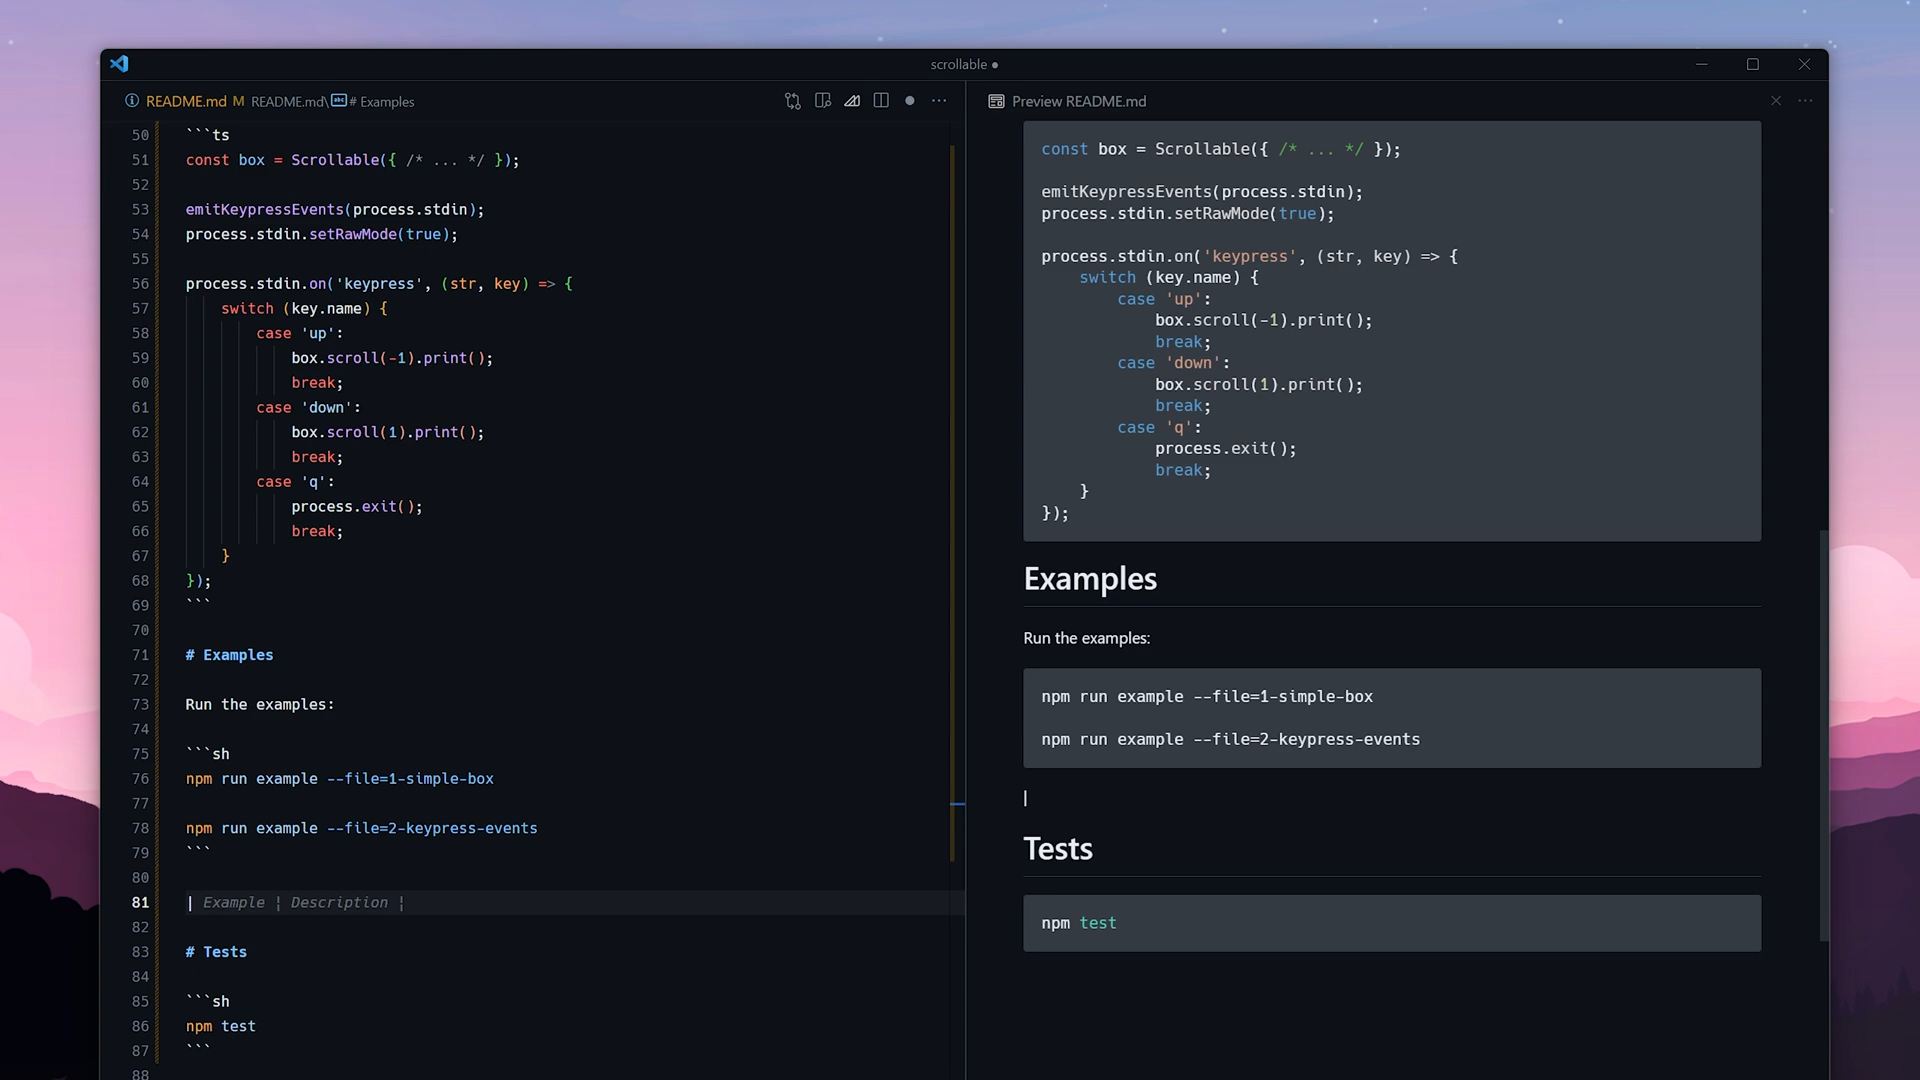 scrollable ●
README.md M README.md\ # Examples
50 ```ts
51 const box = Scrollable({ /* ... */ });
52
53 emitKeypressEvents(process.stdin);
54 process.stdin.setRawMode(true);
55
56 process.stdin.on('keypress', (str, key) => {
57 switch (key.name) {
58 case 'up':
59 box.scroll(-1).print();
60 break;
61 case 'down':
62 box.scroll(1).print();
63 break;
64 case 'q':
65 process.exit();
66 break;
67 }
68 });
69 ```
70
71 # Examples
72
73 Run the examples:
74
75 ```sh
76 npm run example --file=1-simple-box
77
78 npm run example --file=2-keypress-events
79 ```
80
81 | Example | Description |
82
83 # Tests
84
85 ```sh
86 npm test
87 ```
88
Preview README.md
const box = Scrollable({ /* ... */ });
emitKeypressEvents(process.stdin);
process.stdin.setRawMode(true);
process.stdin.on('keypress', (str, key) => {
switch (key.name) {
case 'up':
box.scroll(-1).print();
break;
case 'down':
box.scroll(1).print();
break;
case 'q':
process.exit();
break;
}
});
Examples
Run the examples:
npm run example --file=1-simple-box
npm run example --file=2-keypress-events
|
Tests
npm test